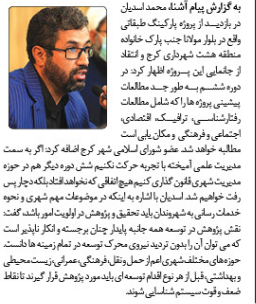 به گزارش پیام آشنا، محمد اسدیان
در بازدید از پروژه پارکینگ طبقاتی
واقع در بلوار مولانا جنب پارک خانواده
منطقه هشت شهرداری کرج و انتقاد
از جانمایی این پروژه اظهار کرد: در
دوره ششم به طور جد مطالعات
پیشینی پروژه ها را که شامل مطالعات
رفتارشناسی، ترافیک، اقتصادی،
اجتماعی و فرهنگی و مکان یابی است
مطالبه خواهد شد. عضو شورای اسلامی شهر کرج اضافه کرد: اگر به سمت
مدیریت علمی آمیخته با تجربه حرکت نکنیم شش دوره دیگر هم در حوزه
مدیریت شهری قانون گذاری کنیم هیچ اتفاقی که نخواهد افتاد بلکه دچار پس
رفت خواهیم شد. اسدیان با اشاره به اینکه در موضوعات مهم شهری و نحوه
خدمات رسانی به شهروندان باید تحقیق و پژوهش در اولویت امور باشد، گفت:
نقش پژوهش در توسعه همه جانبه پایدار چنان برجسته و انکار ناپذیر است
که می توان آن را بدون تردید نیروی محرک توسعه در تمام زمینه ها دانست.
حوزه های مختلف شهری اعم از حمل و نقل، فرهنگی، عمرانی، زیست محیطی
و بهداشتی، قبل از هر نوع اقدام توسعه ای باید مورد پژوهش قرار گیرند تا نقاط
ضعف و قوت سیستم شناسایی شوند.